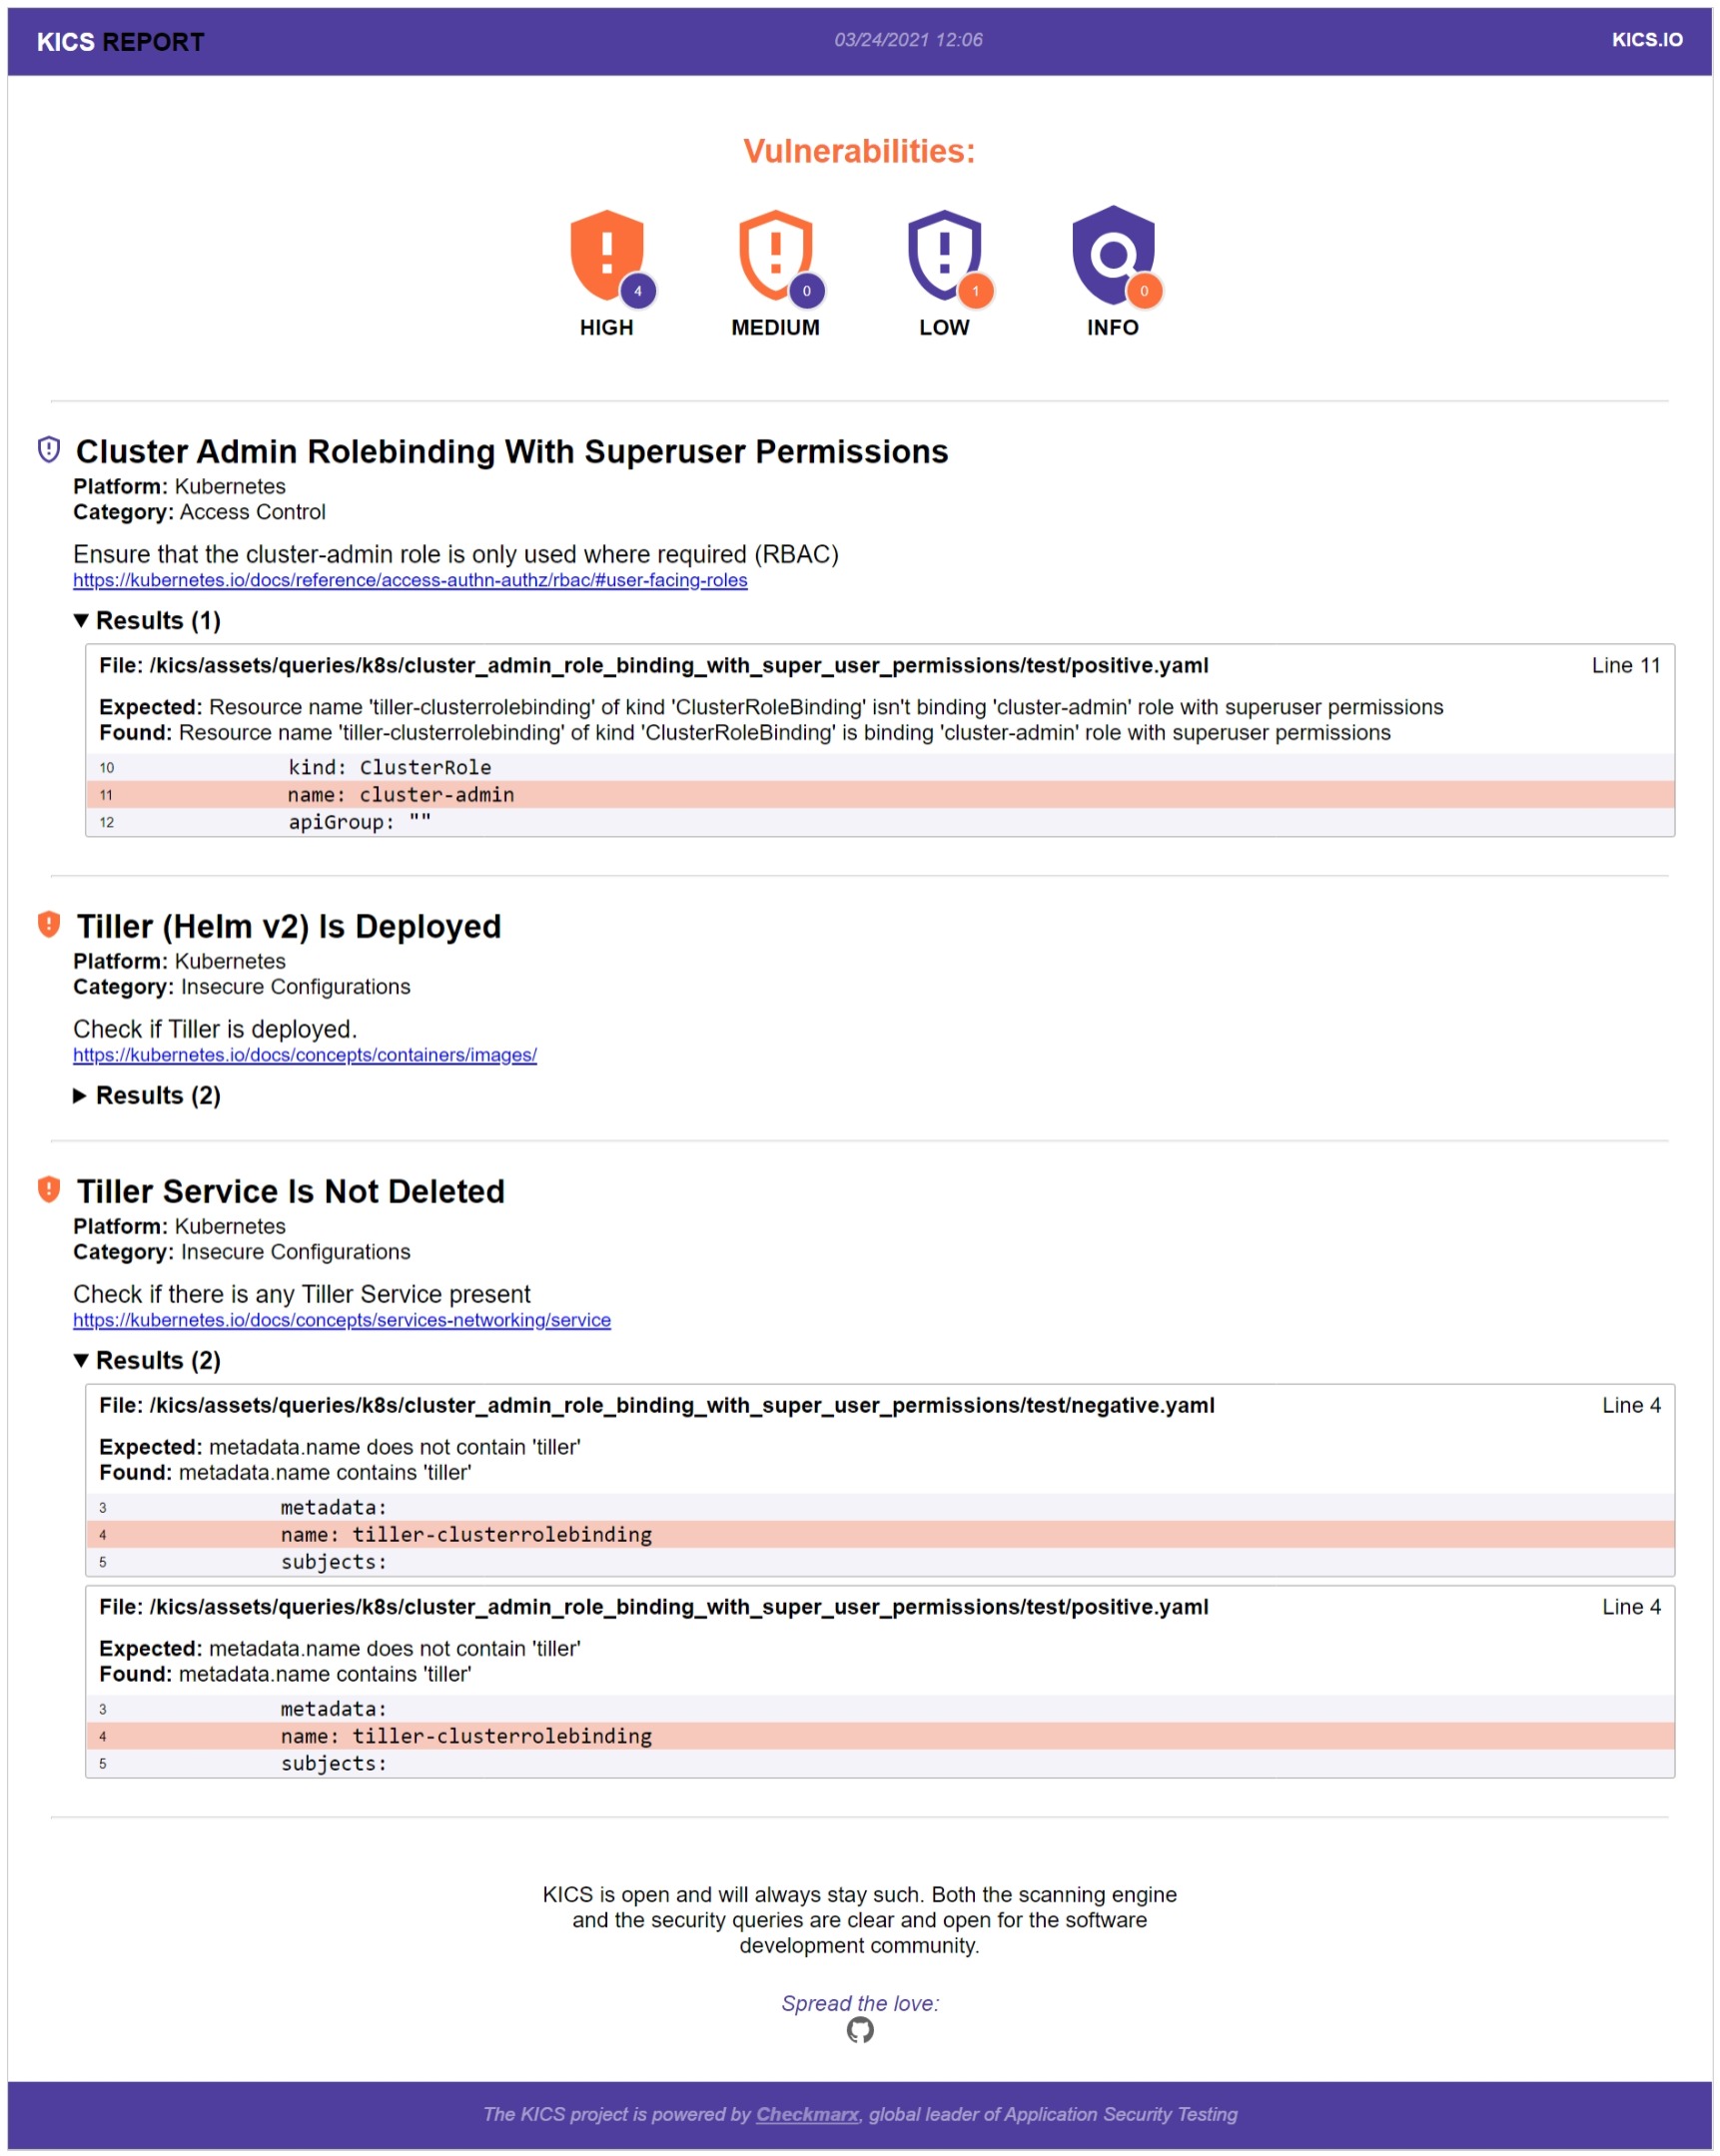 KICS REPORT
03/24/2021 12:06
KICS.IO
Vulnerabilities:
4
0
1
0
HIGH
MEDIUM
LOW
INFO
Cluster Admin Rolebinding With Superuser Permissions
Platform: Kubernetes
Category: Access Control
Ensure that the cluster-admin role is only used where required (RBAC)
https://kubernetes.io/docs/reference/access-authn-authz/rbac/#user-facing-roles
Results (1)
File: /kics/assets/queries/k8s/cluster_admin_role_binding_with_super_user_permissions/test/positive.yaml
Line 11
Expected: Resource name 'tiller-clusterrolebinding' of kind 'ClusterRoleBinding' isn't binding 'cluster-admin' role with superuser permissions
Found: Resource name 'tiller-clusterrolebinding' of kind 'ClusterRoleBinding' is binding 'cluster-admin' role with superuser permissions
10 kind: ClusterRole
11 name: cluster-admin
12 apiGroup: ""
Tiller (Helm v2) Is Deployed
Platform: Kubernetes
Category: Insecure Configurations
Check if Tiller is deployed.
https://kubernetes.io/docs/concepts/containers/images/
Results (2)
Tiller Service Is Not Deleted
Platform: Kubernetes
Category: Insecure Configurations
Check if there is any Tiller Service present
https://kubernetes.io/docs/concepts/services-networking/service
Results (2)
File: /kics/assets/queries/k8s/cluster_admin_role_binding_with_super_user_permissions/test/negative.yaml
Line 4
Expected: metadata.name does not contain 'tiller'
Found: metadata.name contains 'tiller'
3 metadata:
4 name: tiller-clusterrolebinding
5 subjects:
File: /kics/assets/queries/k8s/cluster_admin_role_binding_with_super_user_permissions/test/positive.yaml
Line 4
Expected: metadata.name does not contain 'tiller'
Found: metadata.name contains 'tiller'
3 metadata:
4 name: tiller-clusterrolebinding
5 subjects:
KICS is open and will always stay such. Both the scanning engine
and the security queries are clear and open for the software
development community.
Spread the love:
The KICS project is powered by Checkmarx, global leader of Application Security Testing